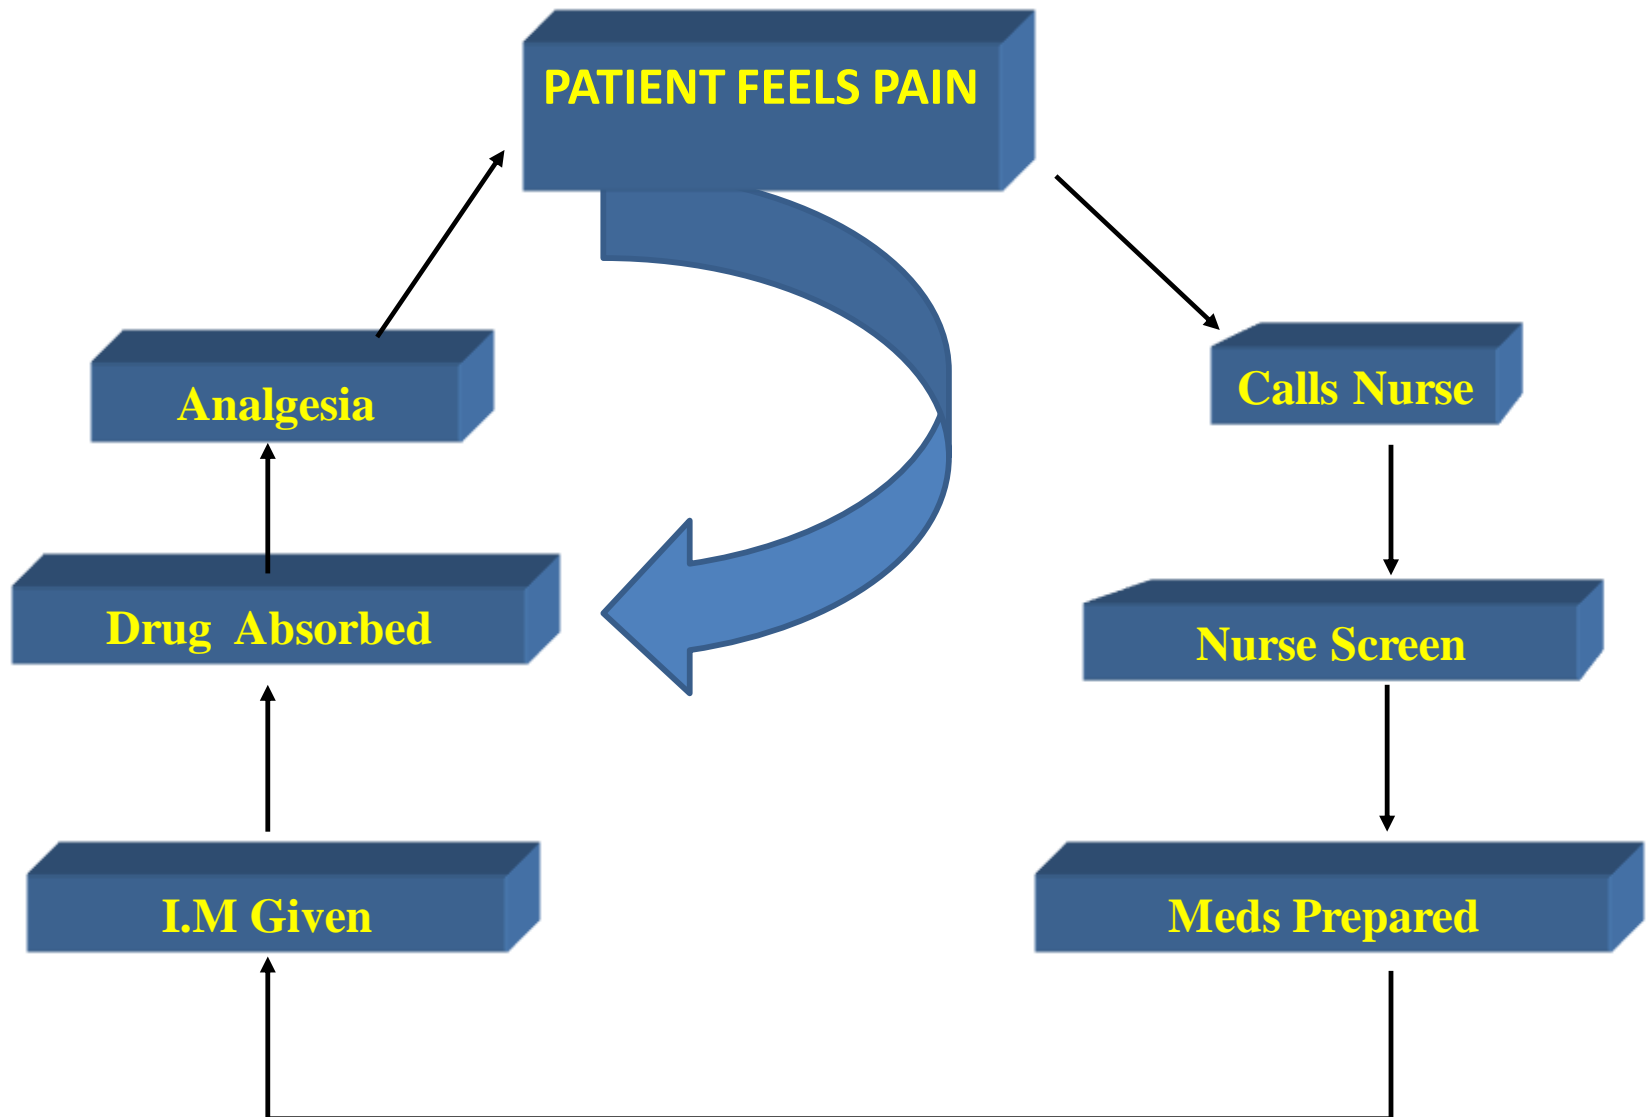 PATIENT FEELS PAIN
Calls Nurse
Nurse Screen
Meds Prepared
I.M Given
Drug Absorbed
Analgesia